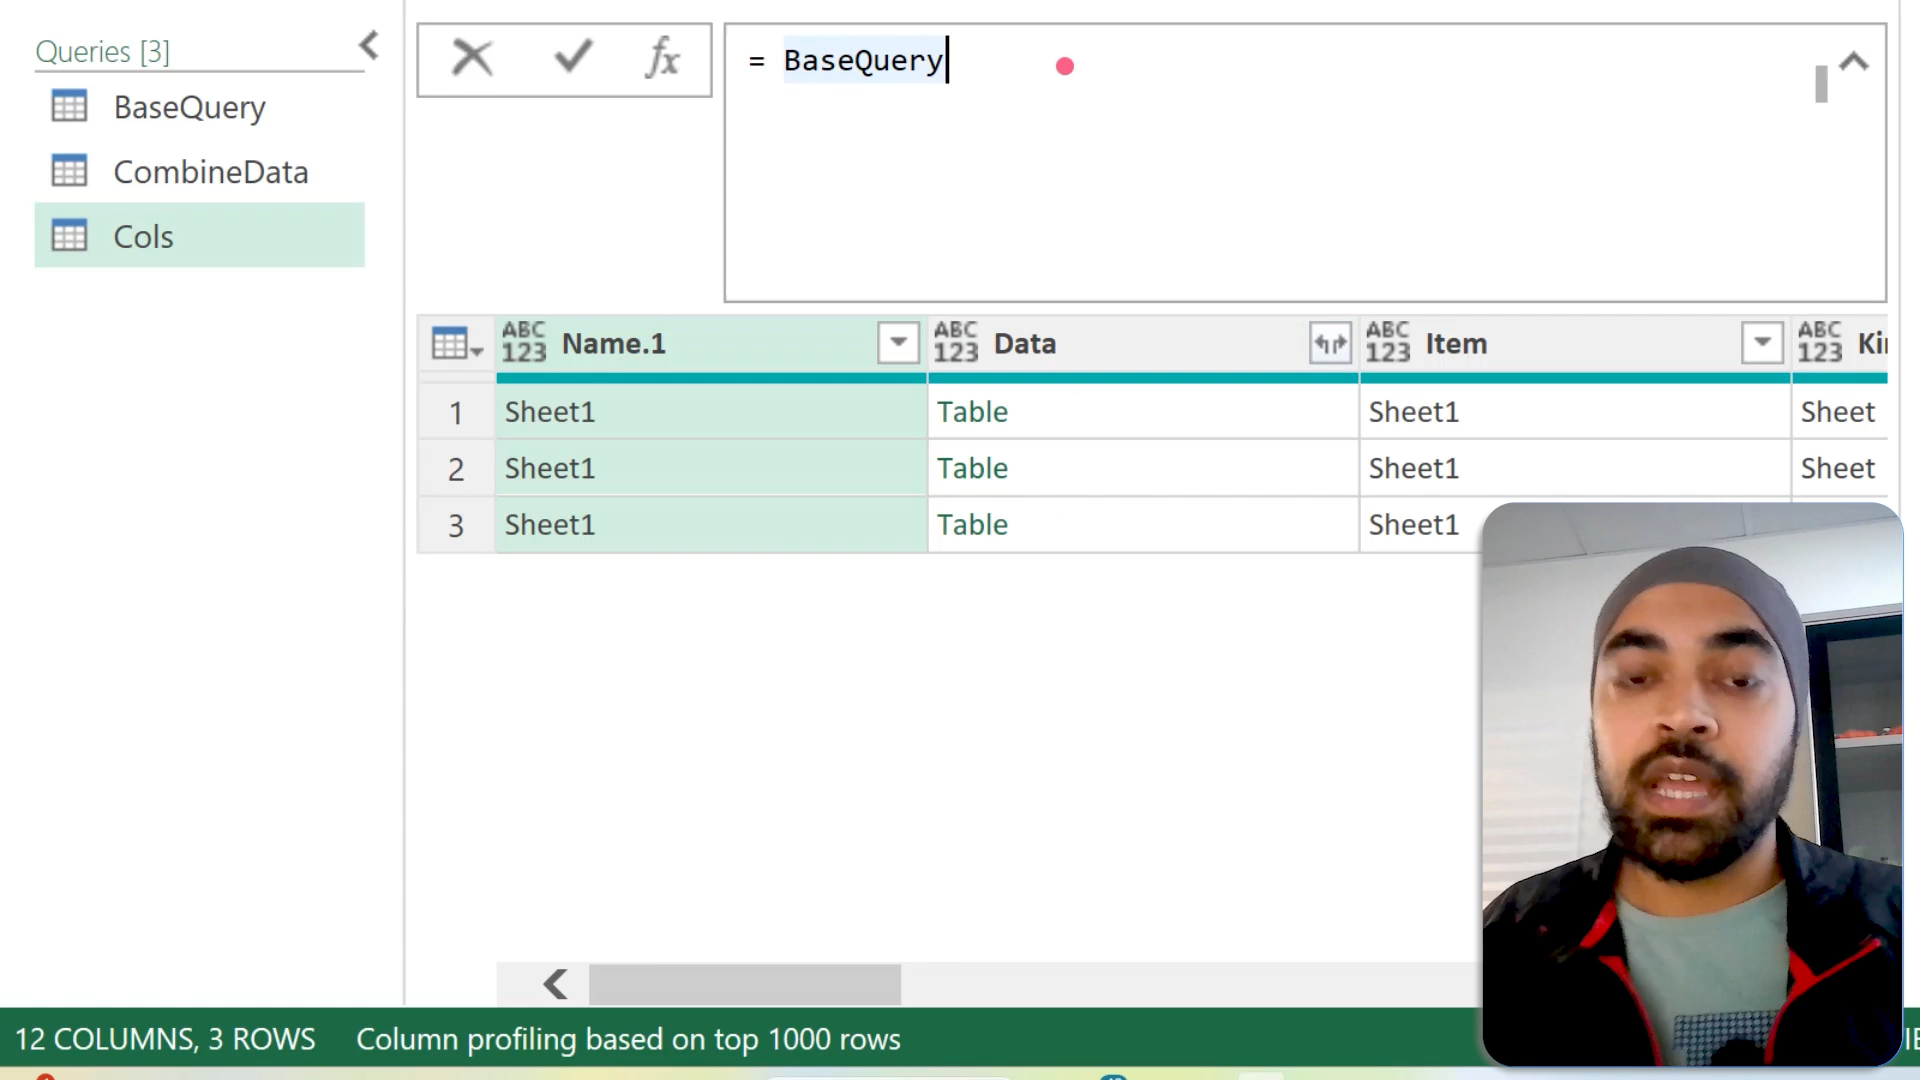 Queries [3]
BaseQuery
CombineData
Cols
fx
= BaseQuery
ABC 123 Name.1
ABC 123 Data
ABC 123 Item
ABC 123
1 Sheet1 Table Sheet1 Sheet
2 Sheet1 Table Sheet1 Sheet
3 Sheet1 Table Sheet1
12 COLUMNS, 3 ROWS Column profiling based on top 1000 rows